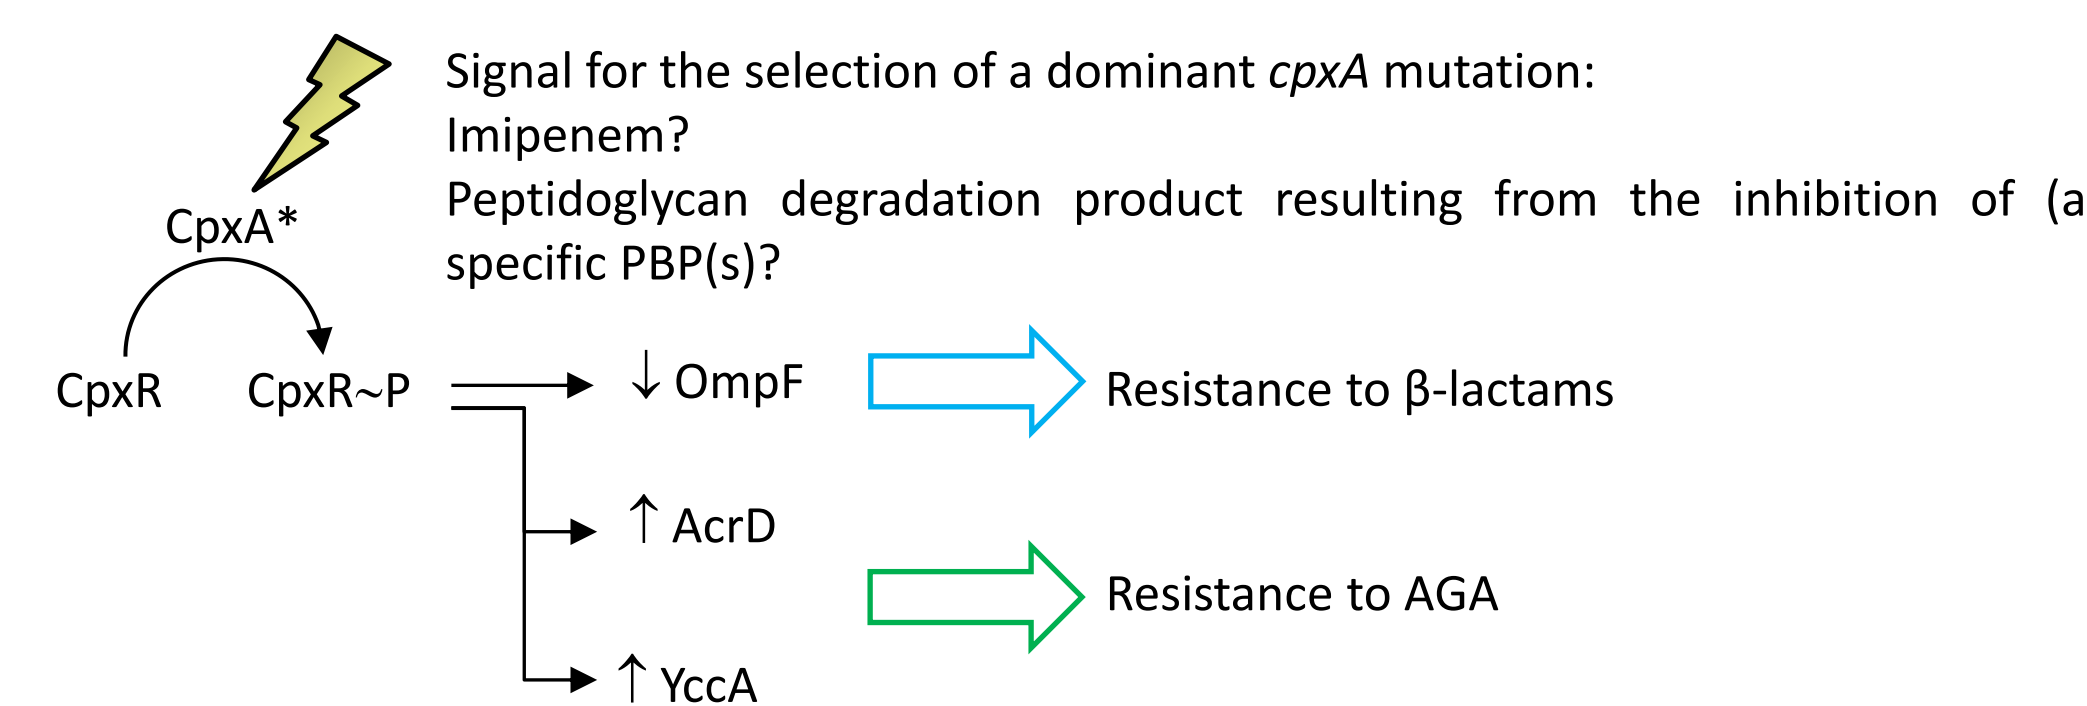 Signal for the selection of a dominant cpxA mutation:
Imipenem?
Peptidoglycan degradation product resulting from the inhibition of (a
specific PBP(s)?
CpxA*
CpxR
CpxR~P
↓ OmpF
Resistance to β-lactams
↑ AcrD
Resistance to AGA
↑ YccA